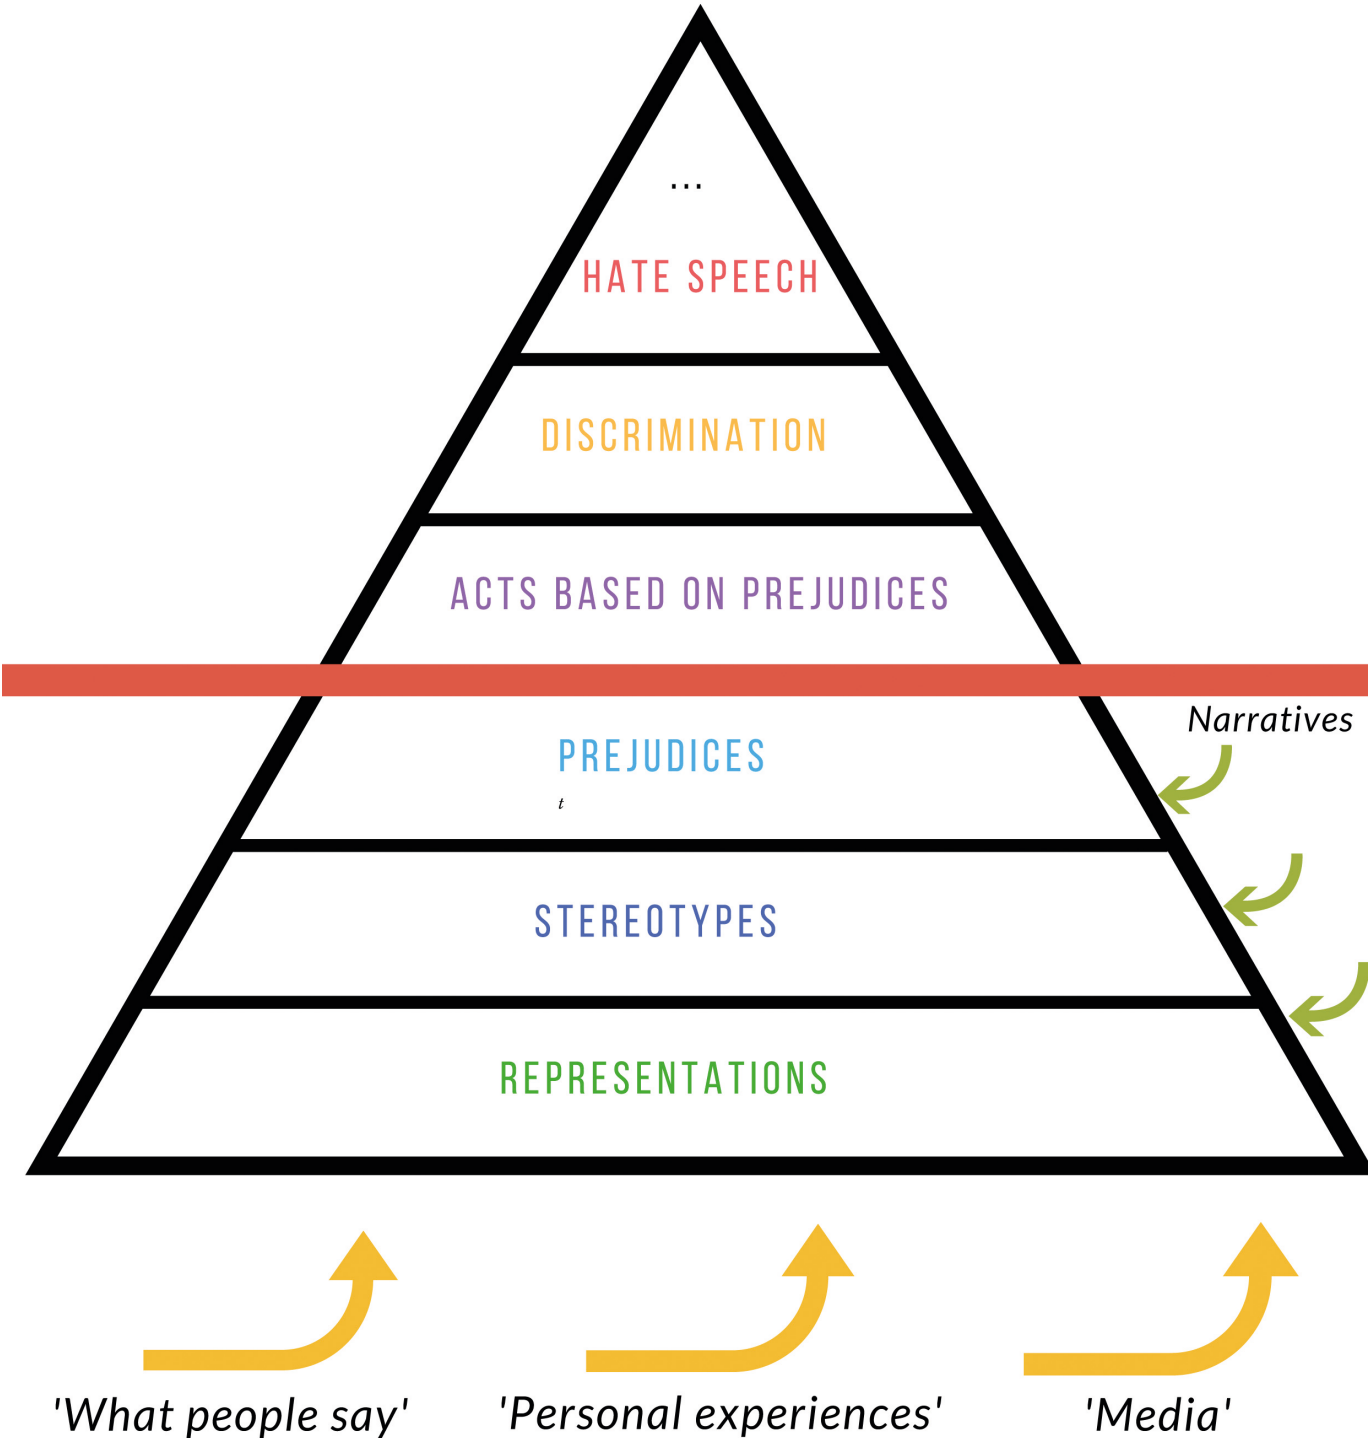 ...
HATE SPEECH
DISCRIMINATION
ACTS BASED ON PREJUDICES
Narratives
PREJUDICES
t
STEREOTYPES
REPRESENTATIONS
'What people say' 'Personal experiences' 'Media'